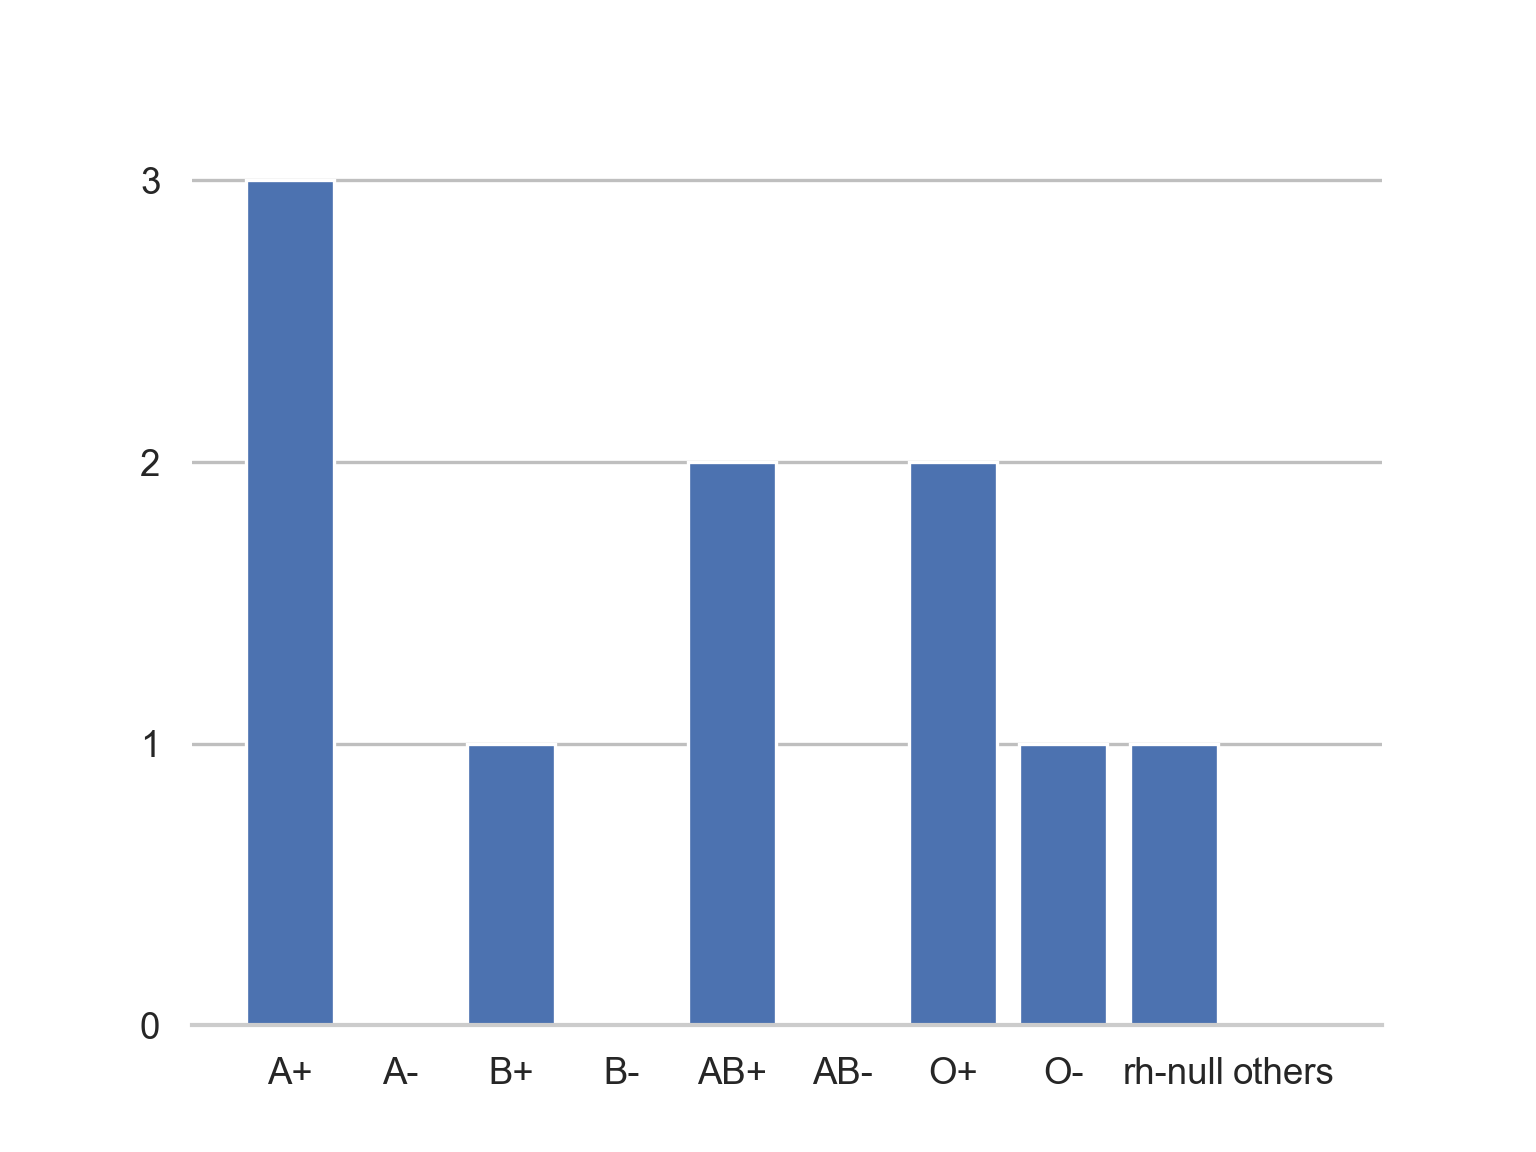 3
2
1
0
A+ A- B+ B- AB+ AB- O+ O- rh-null others